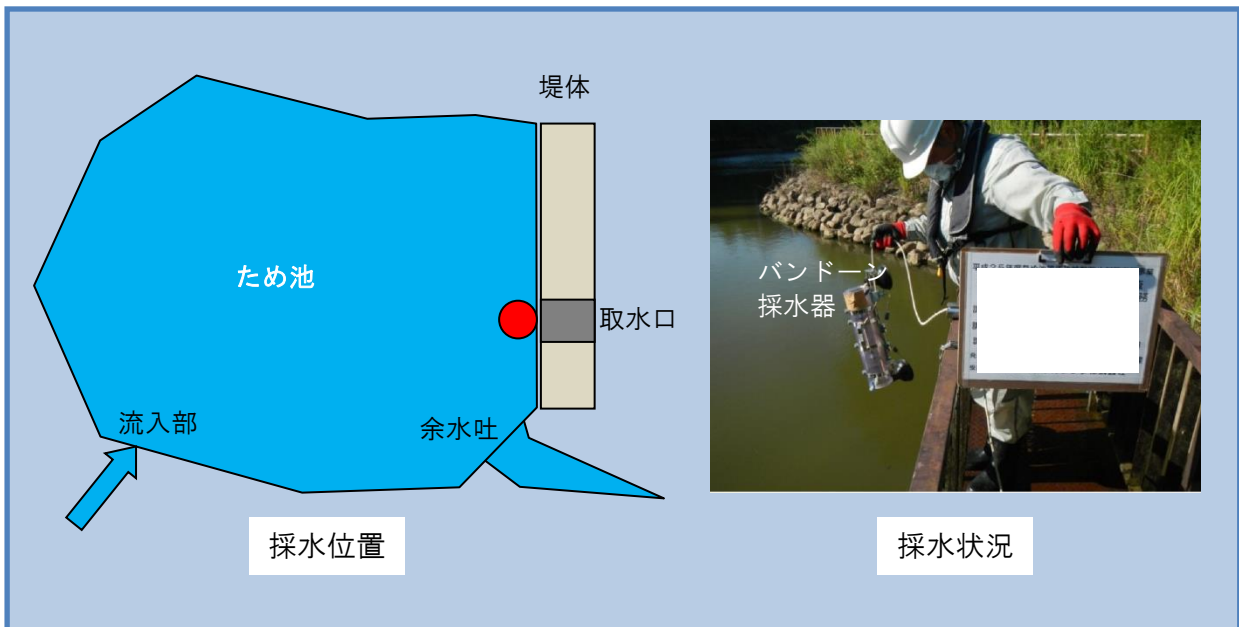 堤体
ため池
取水口
流入部
余水吐
採水位置
バンドーン
採水器
採水状況